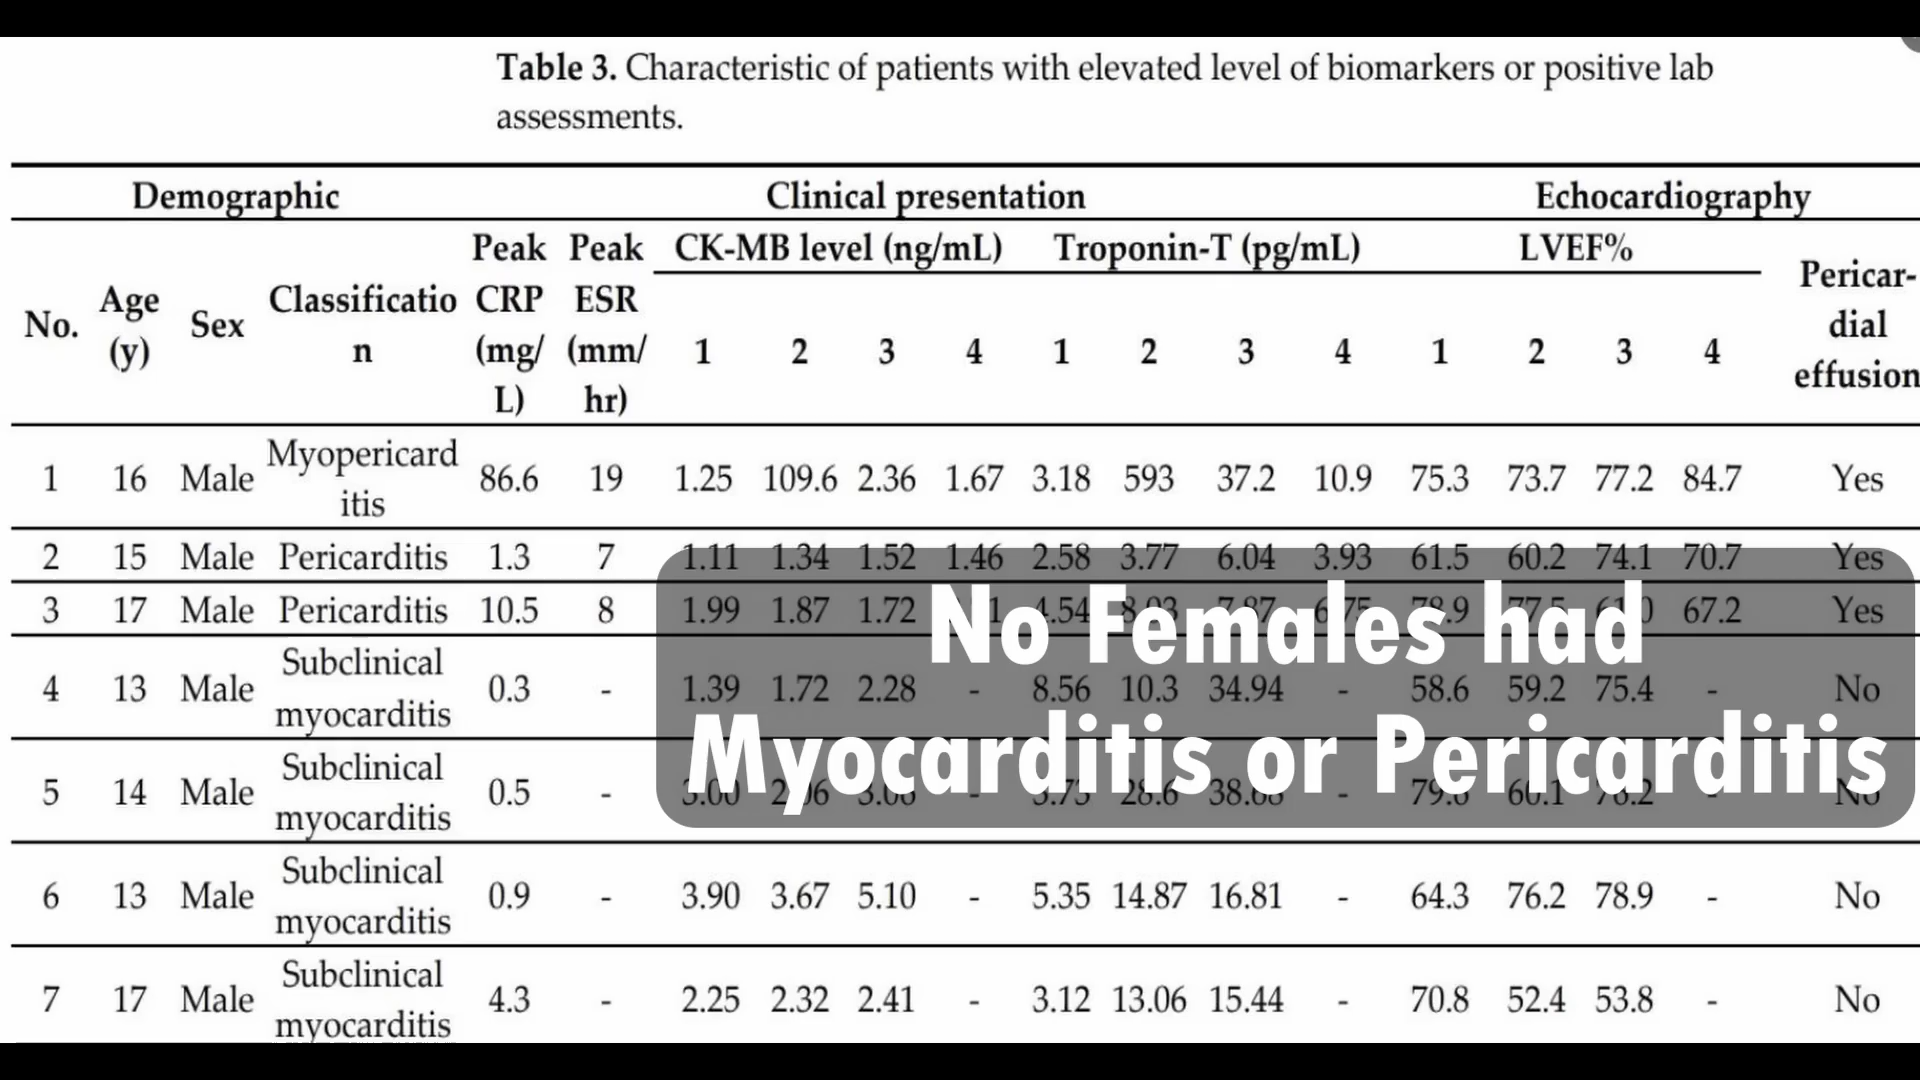 Table 3. Characteristic of patients with elevated level of biomarkers or positive lab
assessments.
Demographic Clinical presentation Echocardiography
No. Age (y) Sex Classificatio n Peak CRP (mg/ L) Peak ESR (mm/ hr) CK-MB level (ng/mL) Troponin-T (pg/mL) LVEF% Pericar- dial effusion
1 2 3 4 1 2 3 4 1 2 3 4
1 16 Male Myopericard itis 86.6 19 1.25 109.6 2.36 1.67 3.18 593 37.2 10.9 75.3 73.7 77.2 84.7 Yes
2 15 Male Pericarditis 1.3 7 1.11 1.34 1.52 1.46 2.58 3.77 6.04 3.93 61.5 60.2 74.1 70.7 Yes
3 17 Male Pericarditis 10.5 8 1.99 1.87 1.72 4.54 67.2 Yes
No Females had
4 13 Male Subclinical myocarditis 0.3 - 1.39 1.72 2.28 - 8.56 10.3 34.94 - 58.6 59.2 75.4 - No
Myocarditis or Pericarditis
5 14 Male Subclinical myocarditis 0.5 - - - - No
6 13 Male Subclinical myocarditis 0.9 - 3.90 3.67 5.10 - 5.35 14.87 16.81 - 64.3 76.2 78.9 - No
7 17 Male Subclinical myocarditis 4.3 - 2.25 2.32 2.41 - 3.12 13.06 15.44 - 70.8 52.4 53.8 - No